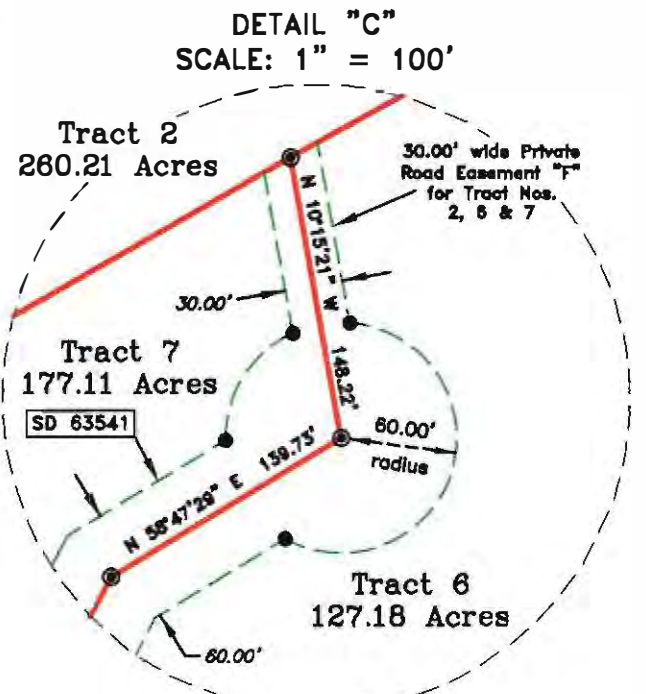 DETAIL "C"
SCALE: 1" = 100'
Tract 2
260.21 Acres
30.00' wide Private
Road Easement "F"
for Tract Nos.
2, 6 & 7
N 10°15'21" W
148.22'
30.00'
Tract 7
177.11 Acres
SD 63541
60.00'
radius
N 58°47'29" E 139.73'
Tract 6
127.18 Acres
60.00'